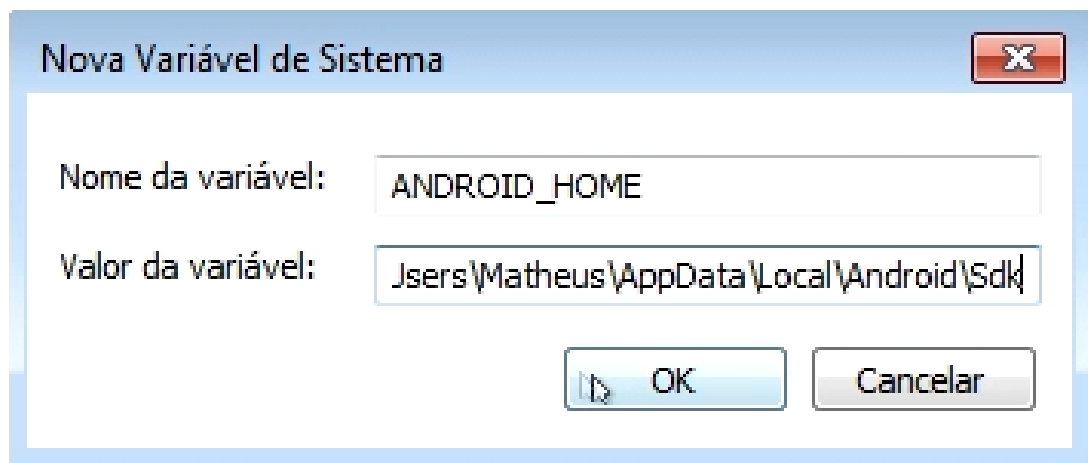 Nova Variável de Sistema
Nome da variável: ANDROID_HOME
Valor da variável: Jsers\Matheus\AppData\Local\Android\Sdk
OK Cancelar